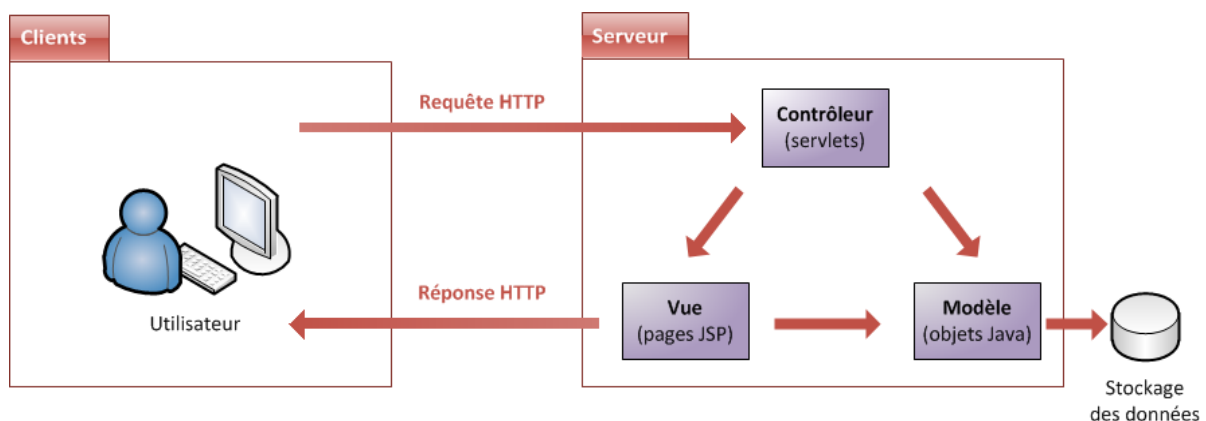 Clients
Serveur
Requête HTTP
Contrôleur
(servlets)
Réponse HTTP
Utilisateur
Vue
(pages JSP)
Modèle
(objets Java)
Stockage
des données